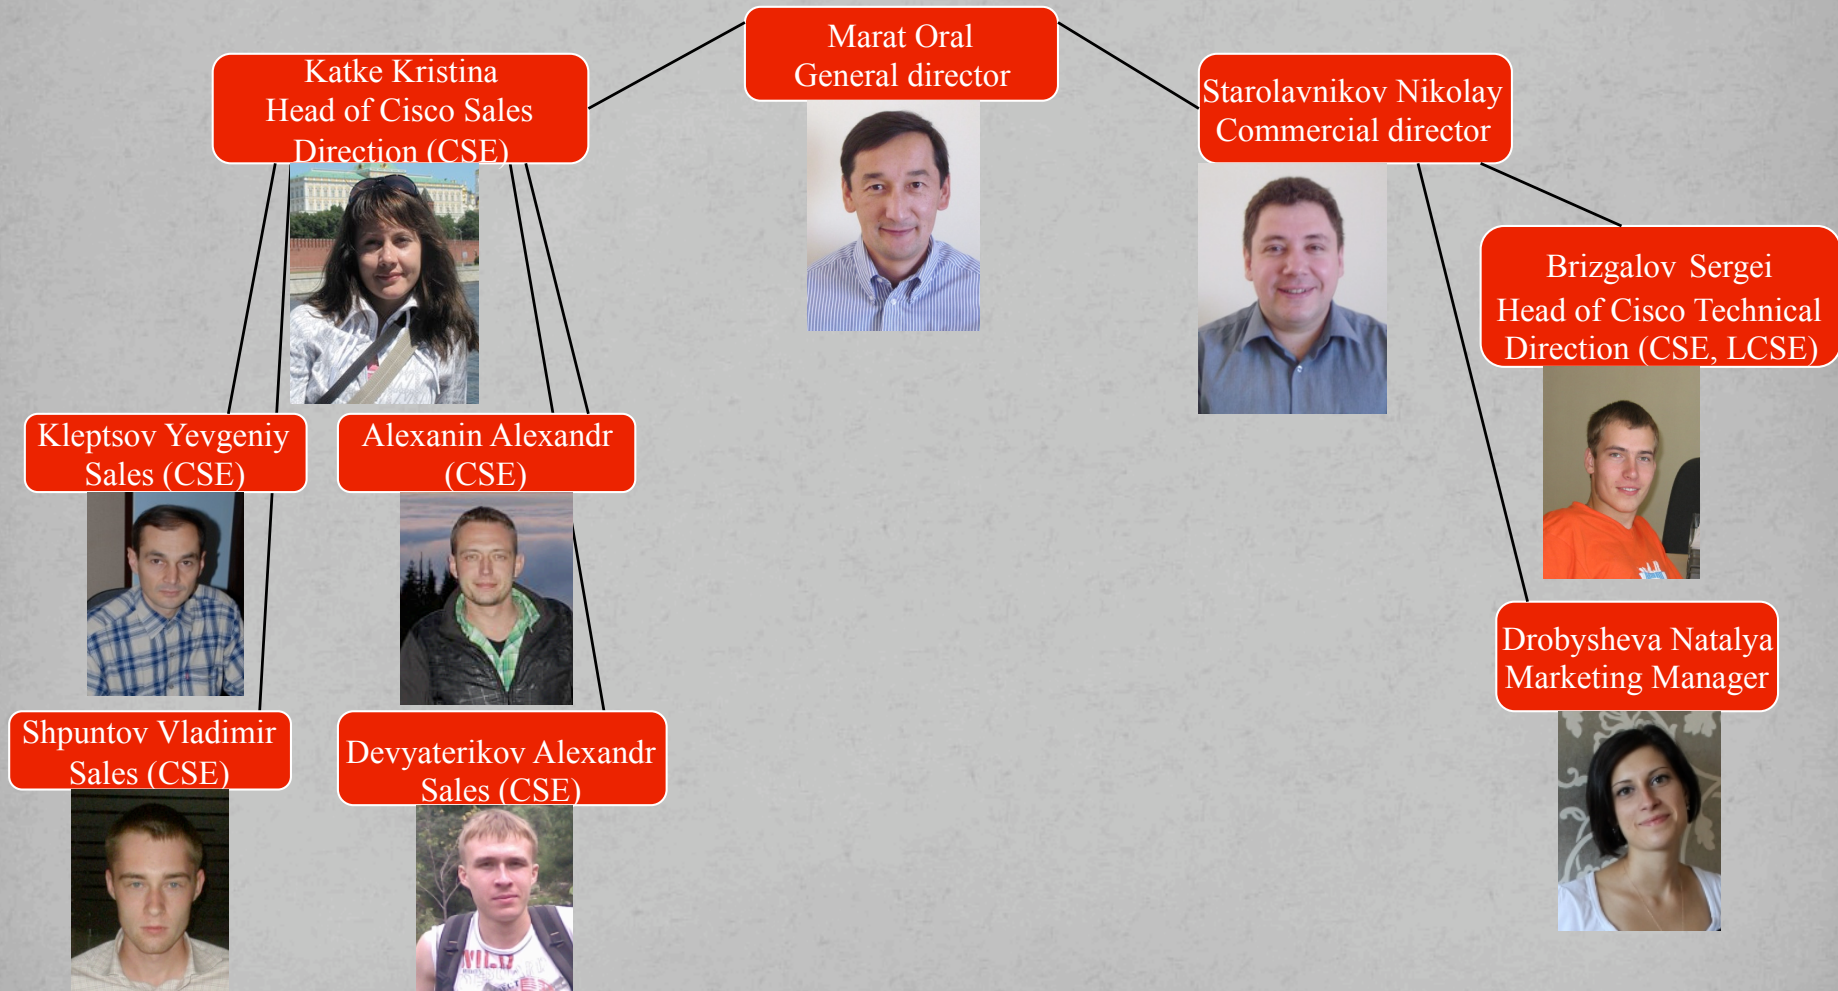 Marat Oral
General director
Katke Kristina
Head of Cisco Sales
Direction (CSE)
Starolavnikov Nikolay
Commercial director
Brizgalov Sergei
Head of Cisco Technical
Direction (CSE, LCSE)
Kleptsov Yevgeniy
Sales (CSE)
Alexanin Alexandr
(CSE)
Drobysheva Natalya
Marketing Manager
Shpuntov Vladimir
Sales (CSE)
Devyaterikov Alexandr
Sales (CSE)
WILD